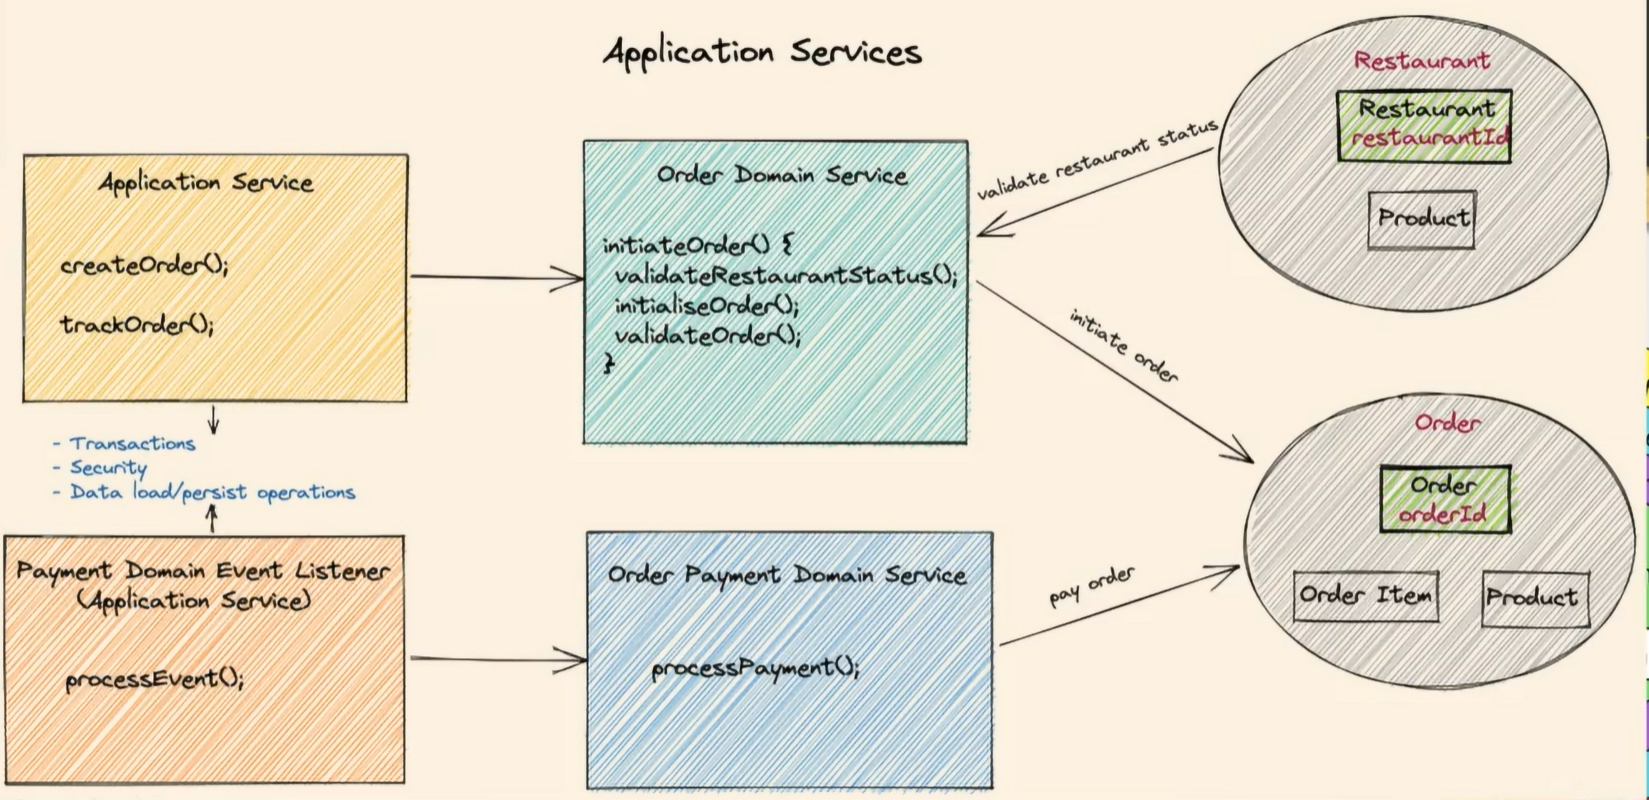 Application Services
Application Service
createOrder();
trackOrder();
- Transactions
- Security
- Data load/persist operations
Payment Domain Event Listener
(Application Service)
processEvent();
Order Domain Service
initiateOrder() {
validateRestaurantStatus();
initialiseOrder();
validateOrder();
}
Order Payment Domain Service
processPayment();
validate restaurant status
initiate order
pay order
Restaurant
Restaurant
restaurantId
Product
Order
Order
orderId
Order Item
Product